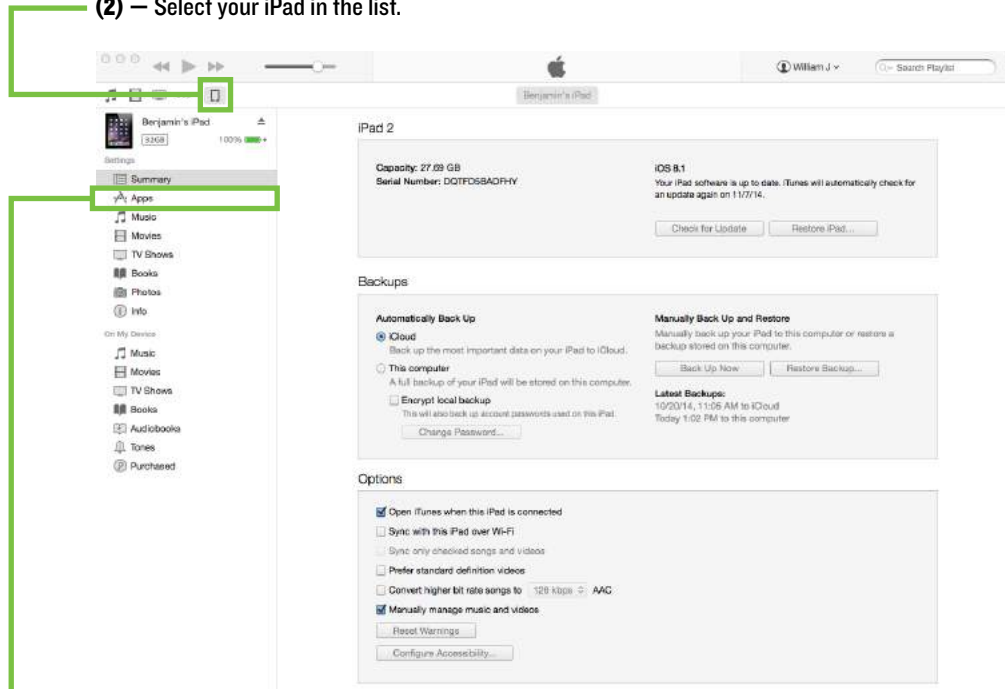 (2) — Select your iPad in the list.
William J
Search Playlist
Benjamin's iPad
Benjamin's iPad
32GB 100%
Settings
Summary
Apps
Music
Movies
TV Shows
Books
Photos
Info
On My Device
Music
Movies
TV Shows
Books
Audiobooks
Tones
Purchased
iPad 2
Capacity: 27.69 GB
Serial Number: DQTFDSBADFHY
iOS 8.1
Your iPad software is up to date. iTunes will automatically check for
an update again on 11/7/14.
Check for Update
Restore iPad...
Backups
Automatically Back Up
iCloud
Back up the most important data on your iPad to iCloud.
This computer
A full backup of your iPad will be stored on this computer.
Encrypt local backup
This will also back up account passwords used on this iPad.
Change Password...
Manually Back Up and Restore
Manually back up your iPad to this computer or restore a
backup stored on this computer.
Back Up Now
Restore Backup...
Latest Backups:
10/20/14, 11:05 AM to iCloud
Today 1:02 PM to this computer
Options
Open iTunes when this iPad is connected
Sync with this iPad over Wi-Fi
Sync only checked songs and videos
Prefer standard definition videos
Convert higher bit rate songs to 128 kbps AAC
Manually manage music and videos
Reset Warnings
Configure Accessibility...